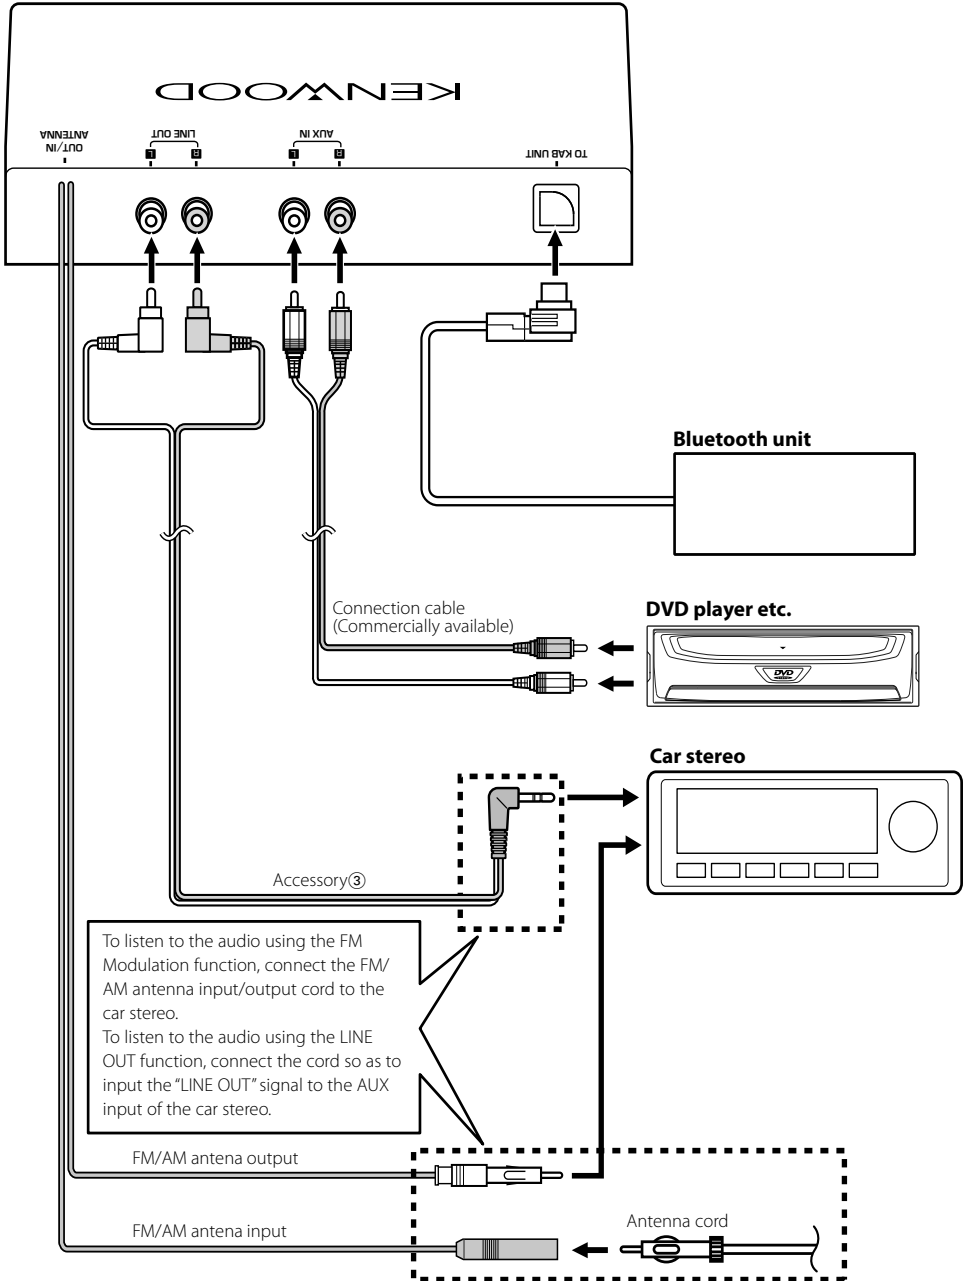 KENWOOD
ANTENNA
OUT/IN
LINE OUT
L
R
AUX IN
L
R
TO KAB UNIT
Bluetooth unit
Connection cable
(Commercially available)
DVD player etc.
DVD
Car stereo
Accessory③
To listen to the audio using the FM
Modulation function, connect the FM/
AM antenna input/output cord to the
car stereo.
To listen to the audio using the LINE
OUT function, connect the cord so as to
input the “LINE OUT” signal to the AUX
input of the car stereo.
FM/AM antena output
FM/AM antena input
Antenna cord